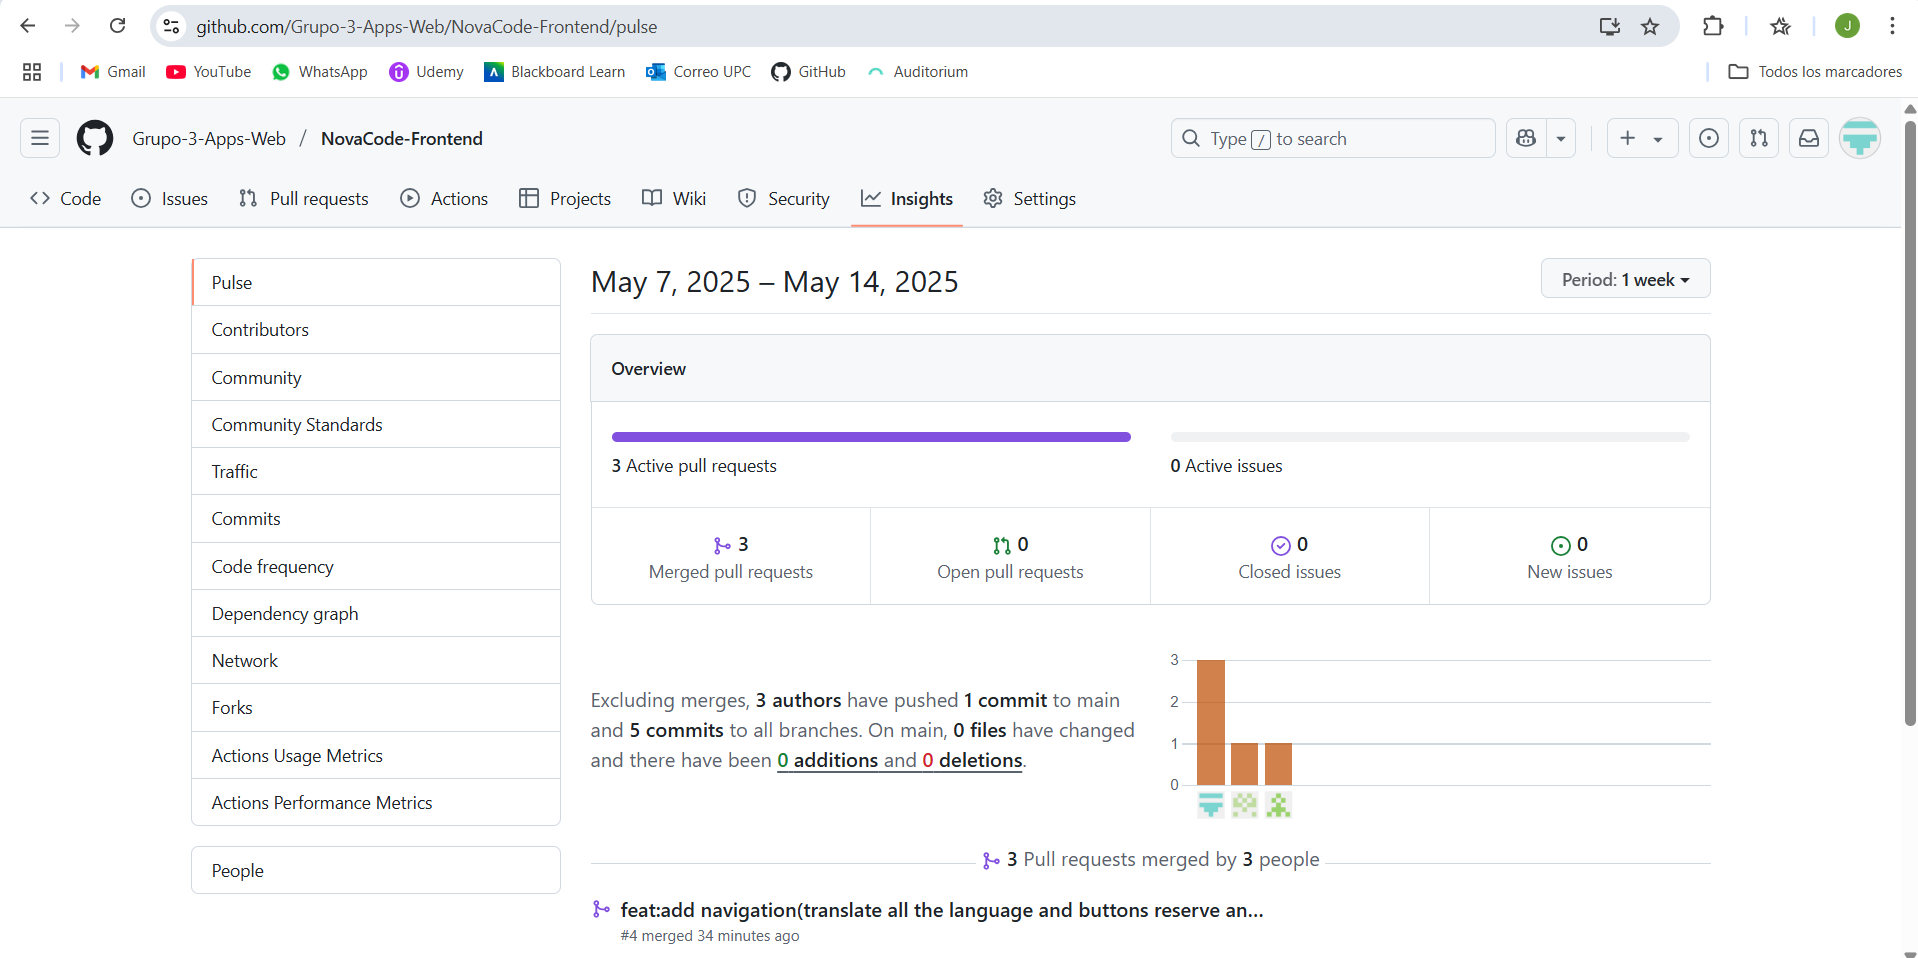 github.com/Grupo-3-Apps-Web/NovaCode-Frontend/pulse
J
Gmail
YouTube
WhatsApp
Udemy
Blackboard Learn
Correo UPC
GitHub
Auditorium
Todos los marcadores
Grupo-3-Apps-Web / NovaCode-Frontend
Type / to search
Code
Issues
Pull requests
Actions
Projects
Wiki
Security
Insights
Settings
Pulse
Contributors
Community
Community Standards
Traffic
Commits
Code frequency
Dependency graph
Network
Forks
Actions Usage Metrics
Actions Performance Metrics
People
May 7, 2025 – May 14, 2025
Period: 1 week
Overview
3 Active pull requests
0 Active issues
3
Merged pull requests
0
Open pull requests
0
Closed issues
0
New issues
Excluding merges, 3 authors have pushed 1 commit to main
and 5 commits to all branches. On main, 0 files have changed
and there have been 0 additions and 0 deletions.
3
2
1
0
3 Pull requests merged by 3 people
feat:add navigation(translate all the language and buttons reserve an...
#4 merged 34 minutes ago